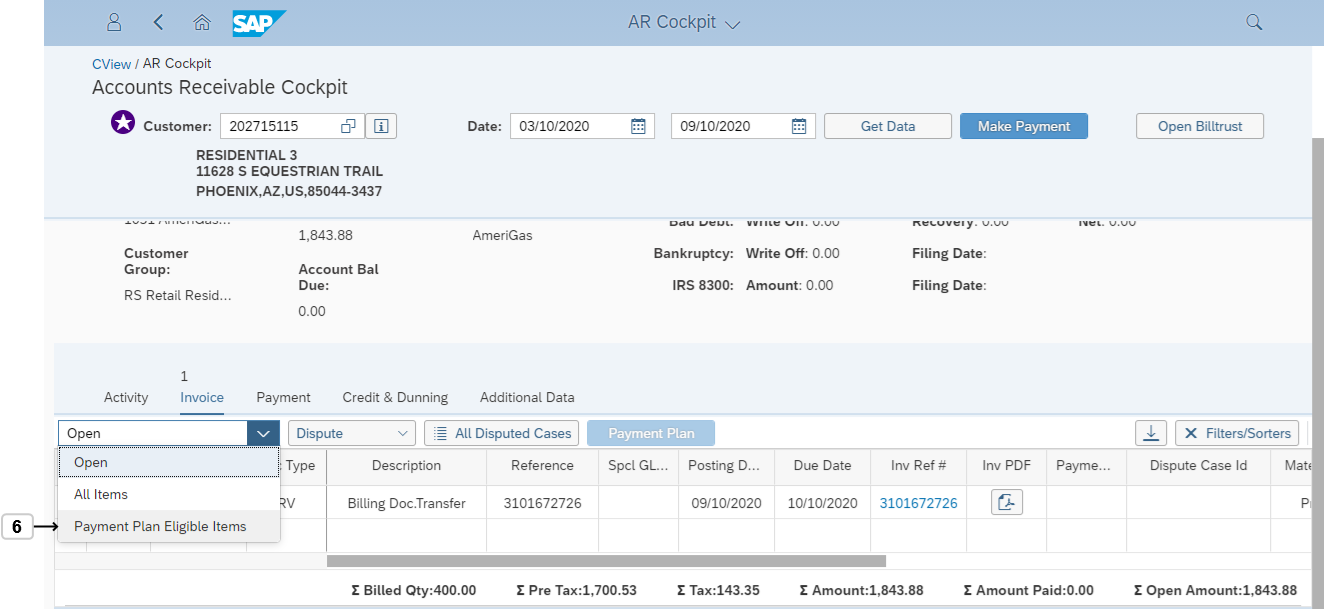 SAP
AR Cockpit
CView / AR Cockpit
Accounts Receivable Cockpit
Customer: 202715115 Date: 03/10/2020 09/10/2020 Get Data Make Payment Open Billtrust
RESIDENTIAL 3
11628 S EQUESTRIAN TRAIL
PHOENIX,AZ,US,85044-3437
1051 AmeriGas... Bad Debt: Write Off: 0.00 Recovery: 0.00 Net: 0.00
1,843.88 AmeriGas
Customer Group: Bankruptcy: Write Off: 0.00 Filing Date:
Account Bal Due: IRS 8300: Amount: 0.00 Filing Date:
RS Retail Resid...
0.00
1
Activity Invoice Payment Credit & Dunning Additional Data
Open Dispute All Disputed Cases Payment Plan Filters/Sorters
Open
All Items
6 Payment Plan Eligible Items
Type Description Reference Spcl GL... Posting D... Due Date Inv Ref # Inv PDF Payme... Dispute Case Id Mate
RV Billing Doc.Transfer 3101672726 09/10/2020 10/10/2020 3101672726
Σ Billed Qty:400.00 Σ Pre Tax:1,700.53 Σ Tax:143.35 Σ Amount:1,843.88 Σ Amount Paid:0.00 Σ Open Amount:1,843.88